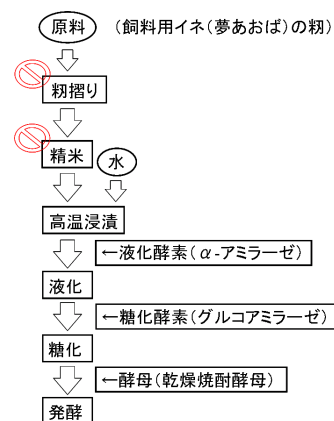 原料 (飼料用イネ(夢あおば)の籾)
籾摺り
精米 水
高温浸漬
←液化酵素(α-アミラーゼ)
液化
←糖化酵素(グルコアミラーゼ)
糖化
←酵母(乾燥焼酎酵母)
発酵